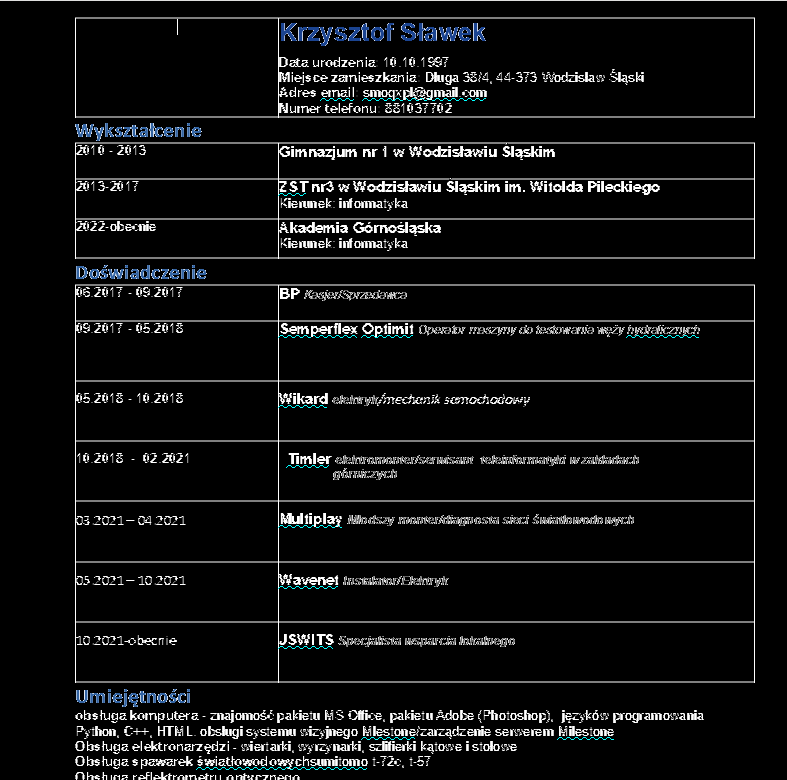 Krzysztof Sławek
Data urodzenia: 10.10.1997
Miejsce zamieszkania: Długa 38/4, 44-373 Wodzisław Śląski
Adres email: smoqxpl@gmail.com
Numer telefonu: 881037702
Wykształcenie
2010 - 2013 Gimnazjum nr 1 w Wodzisławiu Śląskim
2013-2017 ZST nr3 w Wodzisławiu Śląskim im. Witolda Pileckiego
Kierunek: informatyka
2022-obecnie Akademia Górnośląska
Kierunek: informatyka
Doświadczenie
06.2017 - 09.2017 BP Kasjer/Sprzedawca
09.2017 - 05.2018 Semperflex Optimit Operator maszyny do testowania węży hydraficznych
05.2018 - 10.2018 Wikard elektryk/mechanik samochodowy
10.2018 - 02.2021 Timler elektromonter/serwisant teleinformatyki w zakładach
górniczych
03.2021 – 04.2021 Multiplay Młodszy monter/diagnosta sieci światłowodowych
05.2021 – 10.2021 Wavenet Instalator/Elektryk
10.2021-obecnie JSWITS Specjalista wsparcia lokalnego
Umiejętności
obsługa komputera - znajomość pakietu MS Office, pakietu Adobe (Photoshop), języków programowania
Python, C++, HTML. obsługi systemu wizyjnego Mlestone/zarządzenie serwerem Milestone
Obsługa elektronarzędzi - wiertarki, wyrzynarki, szlifierki kątowe i stołowe
Obsługa spawarek światłowodowychsumitomo t-72c, t-57
Obsługa reflektrometru optycznego